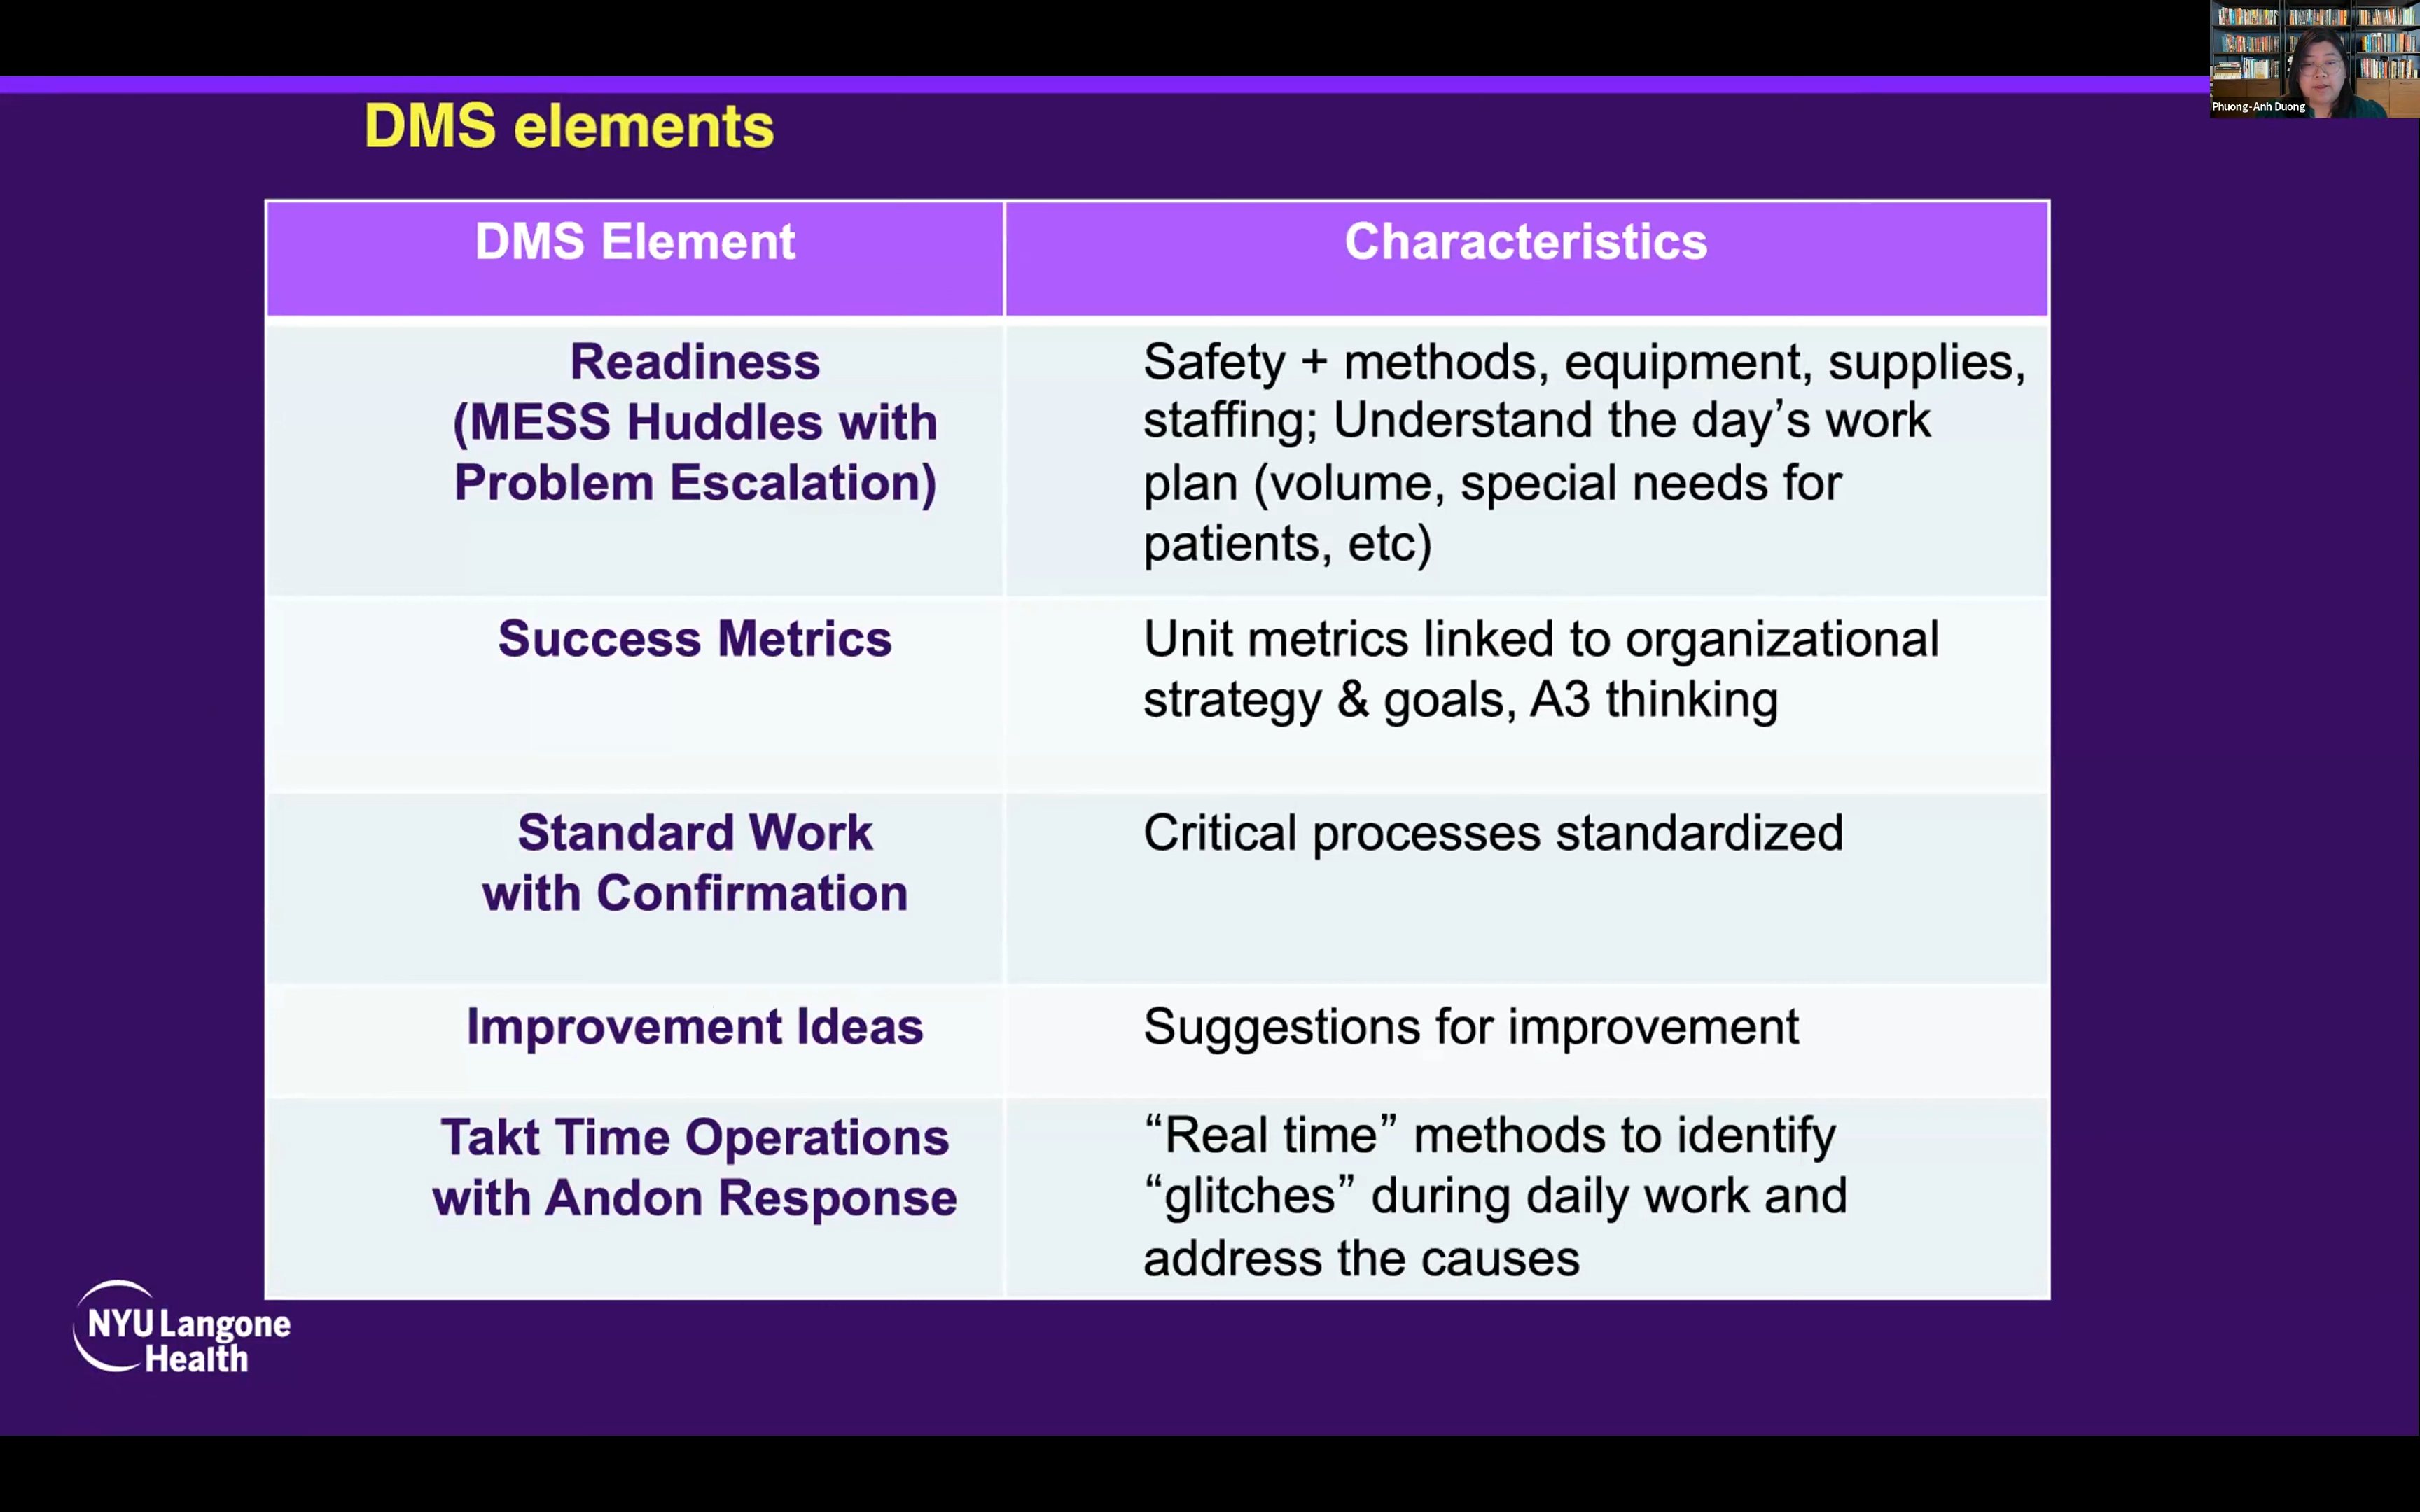 Phuong-Anh Duong
DMS elements
DMS Element
Characteristics
Readiness
(MESS Huddles with
Problem Escalation)
Safety + methods, equipment, supplies,
staffing; Understand the day’s work
plan (volume, special needs for
patients, etc)
Success Metrics
Unit metrics linked to organizational
strategy & goals, A3 thinking
Standard Work
with Confirmation
Critical processes standardized
Improvement Ideas
Suggestions for improvement
Takt Time Operations
with Andon Response
“Real time” methods to identify
“glitches” during daily work and
address the causes
NYU Langone
Health